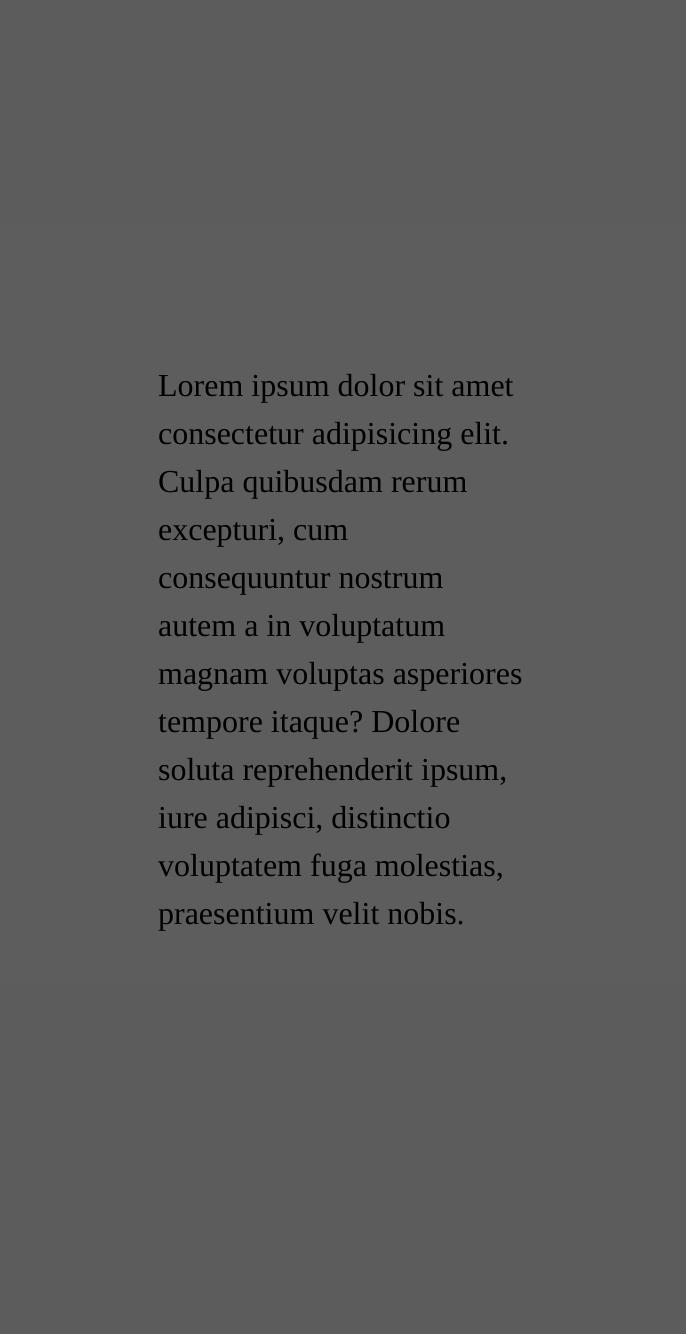 Lorem ipsum dolor sit amet
consectetur adipisicing elit.
Culpa quibusdam rerum
excepturi, cum
consequuntur nostrum
autem a in voluptatum
magnam voluptas asperiores
tempore itaque? Dolore
soluta reprehenderit ipsum,
iure adipisci, distinctio
voluptatem fuga molestias,
praesentium velit nobis.